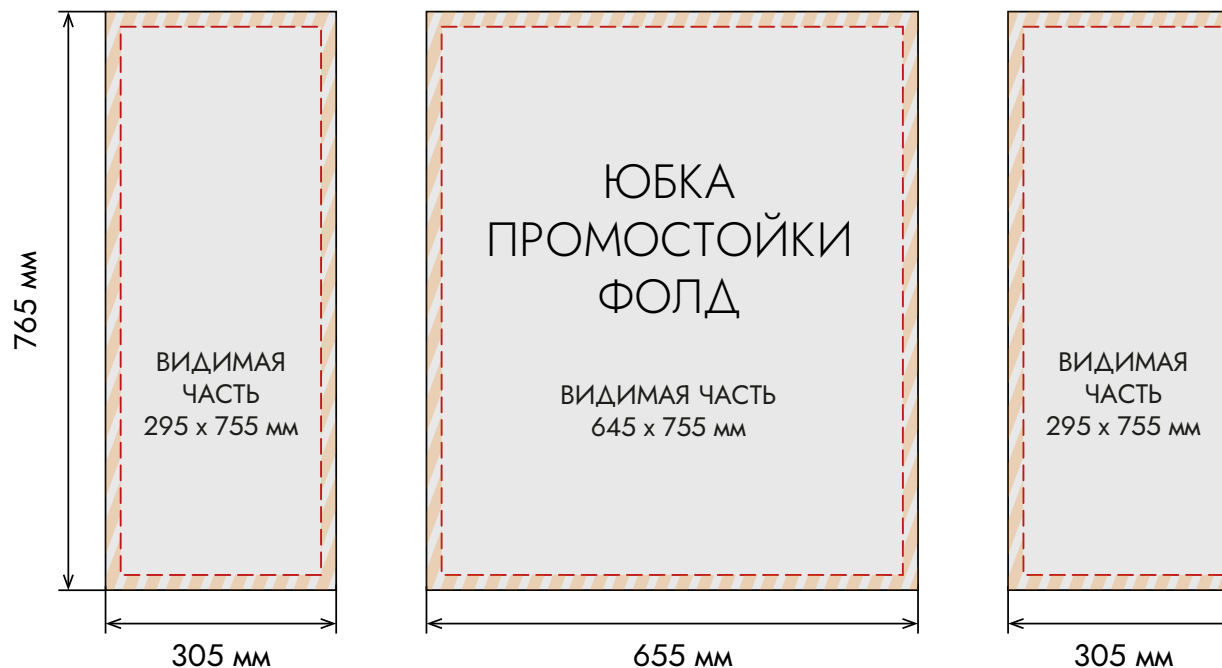 765 мм
ВИДИМАЯ
ЧАСТЬ
295 х 755 мм
305 мм
ЮБКА
ПРОМОСТОЙКИ
ФОЛД
ВИДИМАЯ ЧАСТЬ
645 х 755 мм
655 мм
ВИДИМАЯ
ЧАСТЬ
295 х 755 мм
305 мм